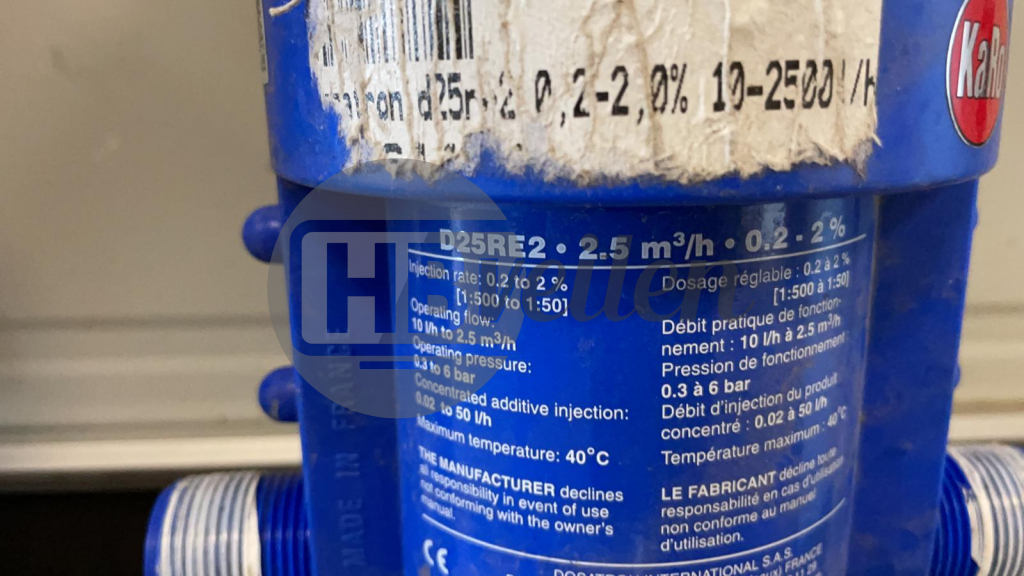 d25r 2 0,2-2,0% 10-2500 l/h
KaRo
D25RE2 • 2.5 m³/h • 0.2 - 2 %
Injection rate: 0.2 to 2 %
[1:500 to 1:50]
Operating flow:
10 l/h to 2.5 m³/h
Operating pressure:
0.3 to 6 bar
Concentrated additive injection:
0.02 to 50 l/h
Maximum temperature: 40°C
THE MANUFACTURER declines
all responsibility in event of use
not conforming with the owner's
manual.
CE
Dosage réglable : 0.2 à 2 %
[1:500 à 1:50]
Débit pratique de fonction-
nement : 10 l/h à 2.5 m³/h
Pression de fonctionnement
0.3 à 6 bar
Débit d'injection du produit
concentré : 0.02 à 50 l/h
Température maximum : 40°C
LE FABRICANT décline toute
responsabilité en cas d'utilisation
non conforme au manuel
d'utilisation.
DOSATRON INTERNATIONAL S.A.S.
FRANCE
MADE IN FRANCE